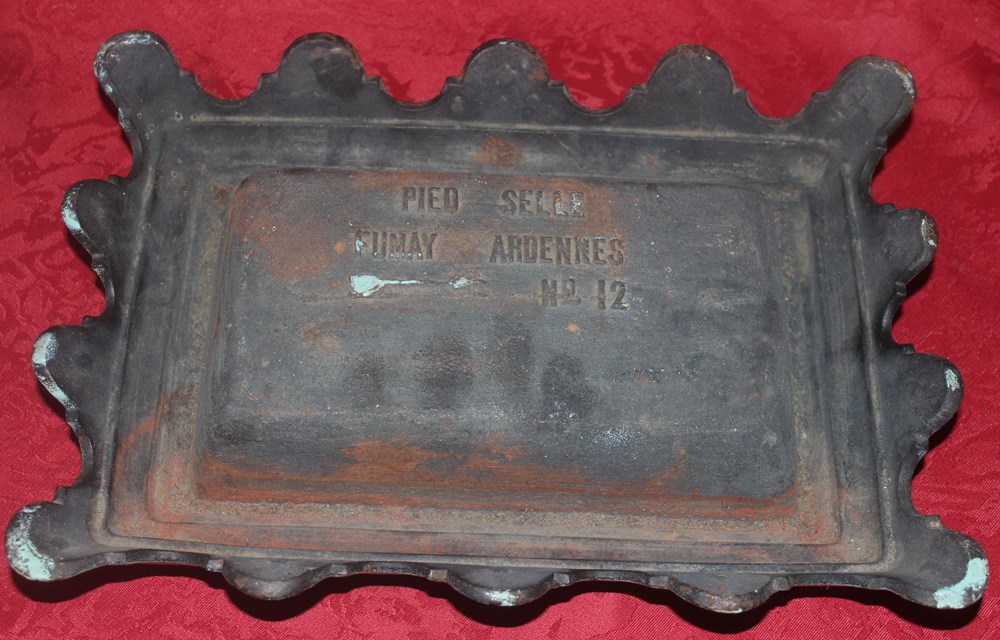 PIED SELLE
FUMAY ARDENNES
No. 12